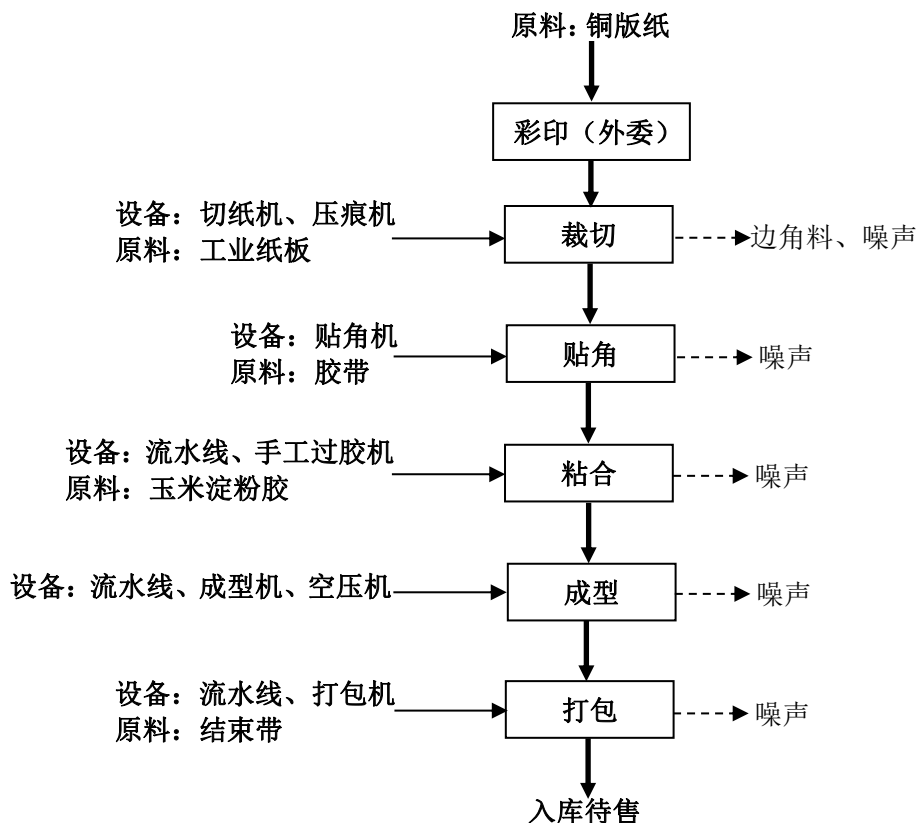 原料：铜版纸
彩印（外委）
设备：切纸机、压痕机
原料：工业纸板
裁切
边角料、噪声
设备：贴角机
原料：胶带
贴角
噪声
设备：流水线、手工过胶机
原料：玉米淀粉胶
粘合
噪声
设备：流水线、成型机、空压机
成型
噪声
设备：流水线、打包机
原料：结束带
打包
噪声
入库待售